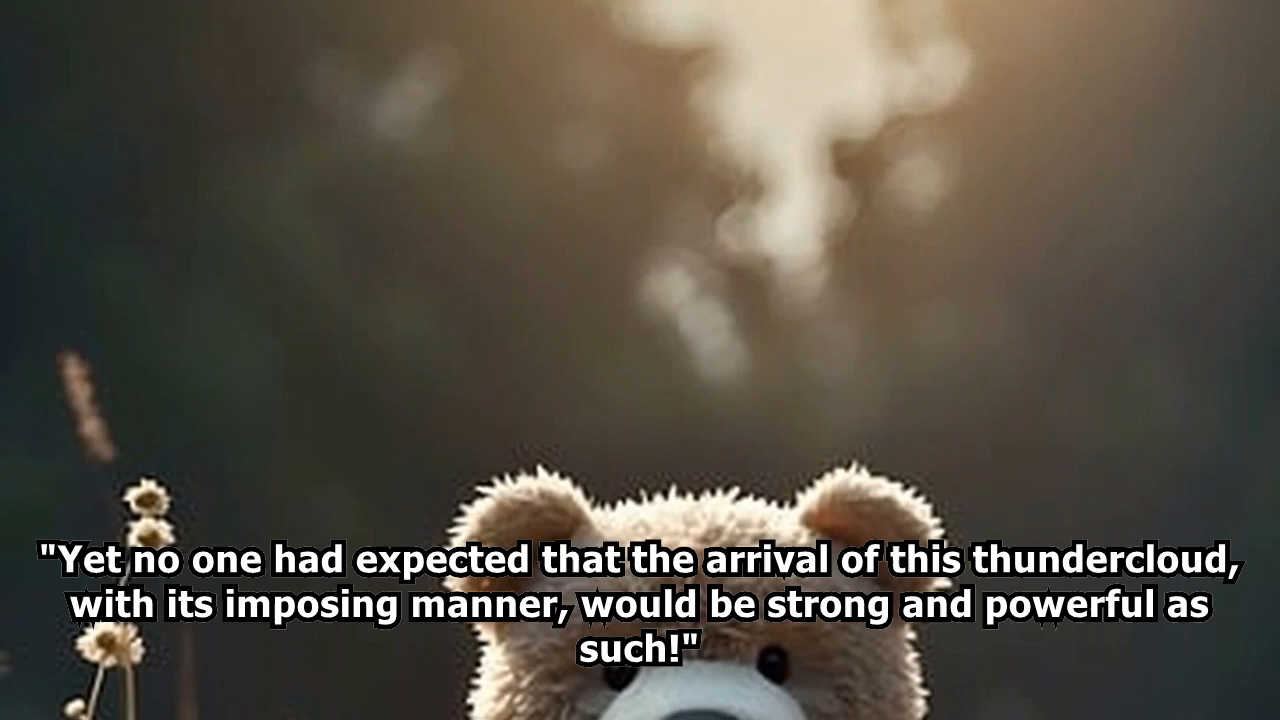 "Yet no one had expected that the arrival of this thundercloud,
with its imposing manner, would be strong and powerful as
such!"